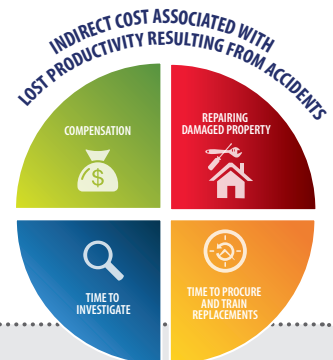 INDIRECT COST ASSOCIATED WITH
LOST PRODUCTIVITY RESULTING FROM ACCIDENTS
COMPENSATION
$
REPAIRING
DAMAGED PROPERTY
TIME TO
INVESTIGATE
TIME TO PROCURE
AND TRAIN
REPLACEMENTS